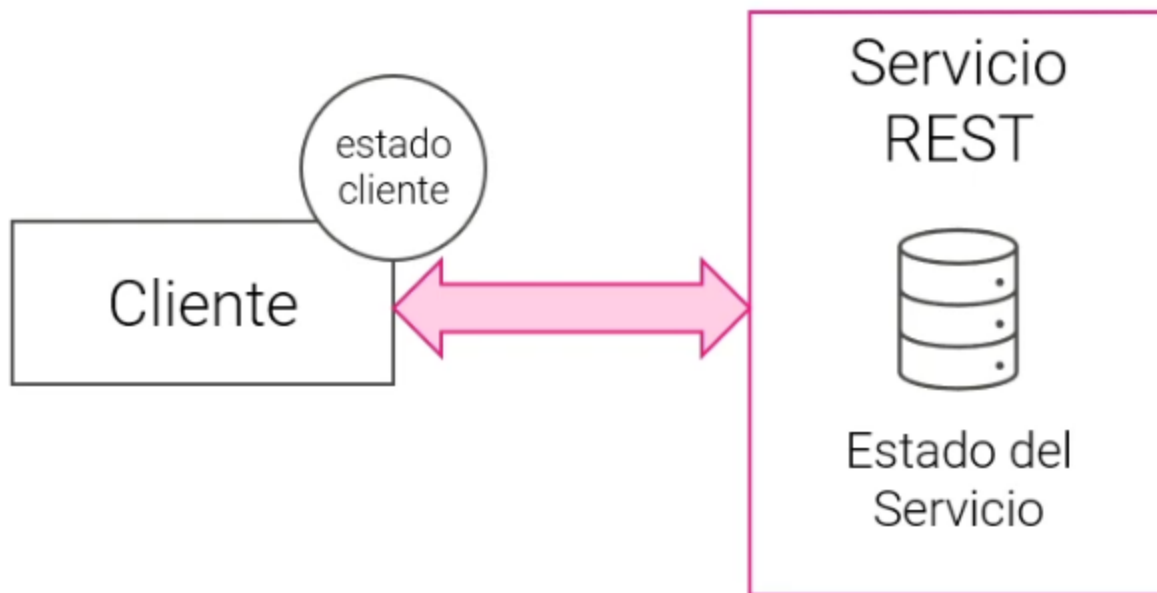 estado
cliente
Cliente
Servicio
REST
Estado del
Servicio